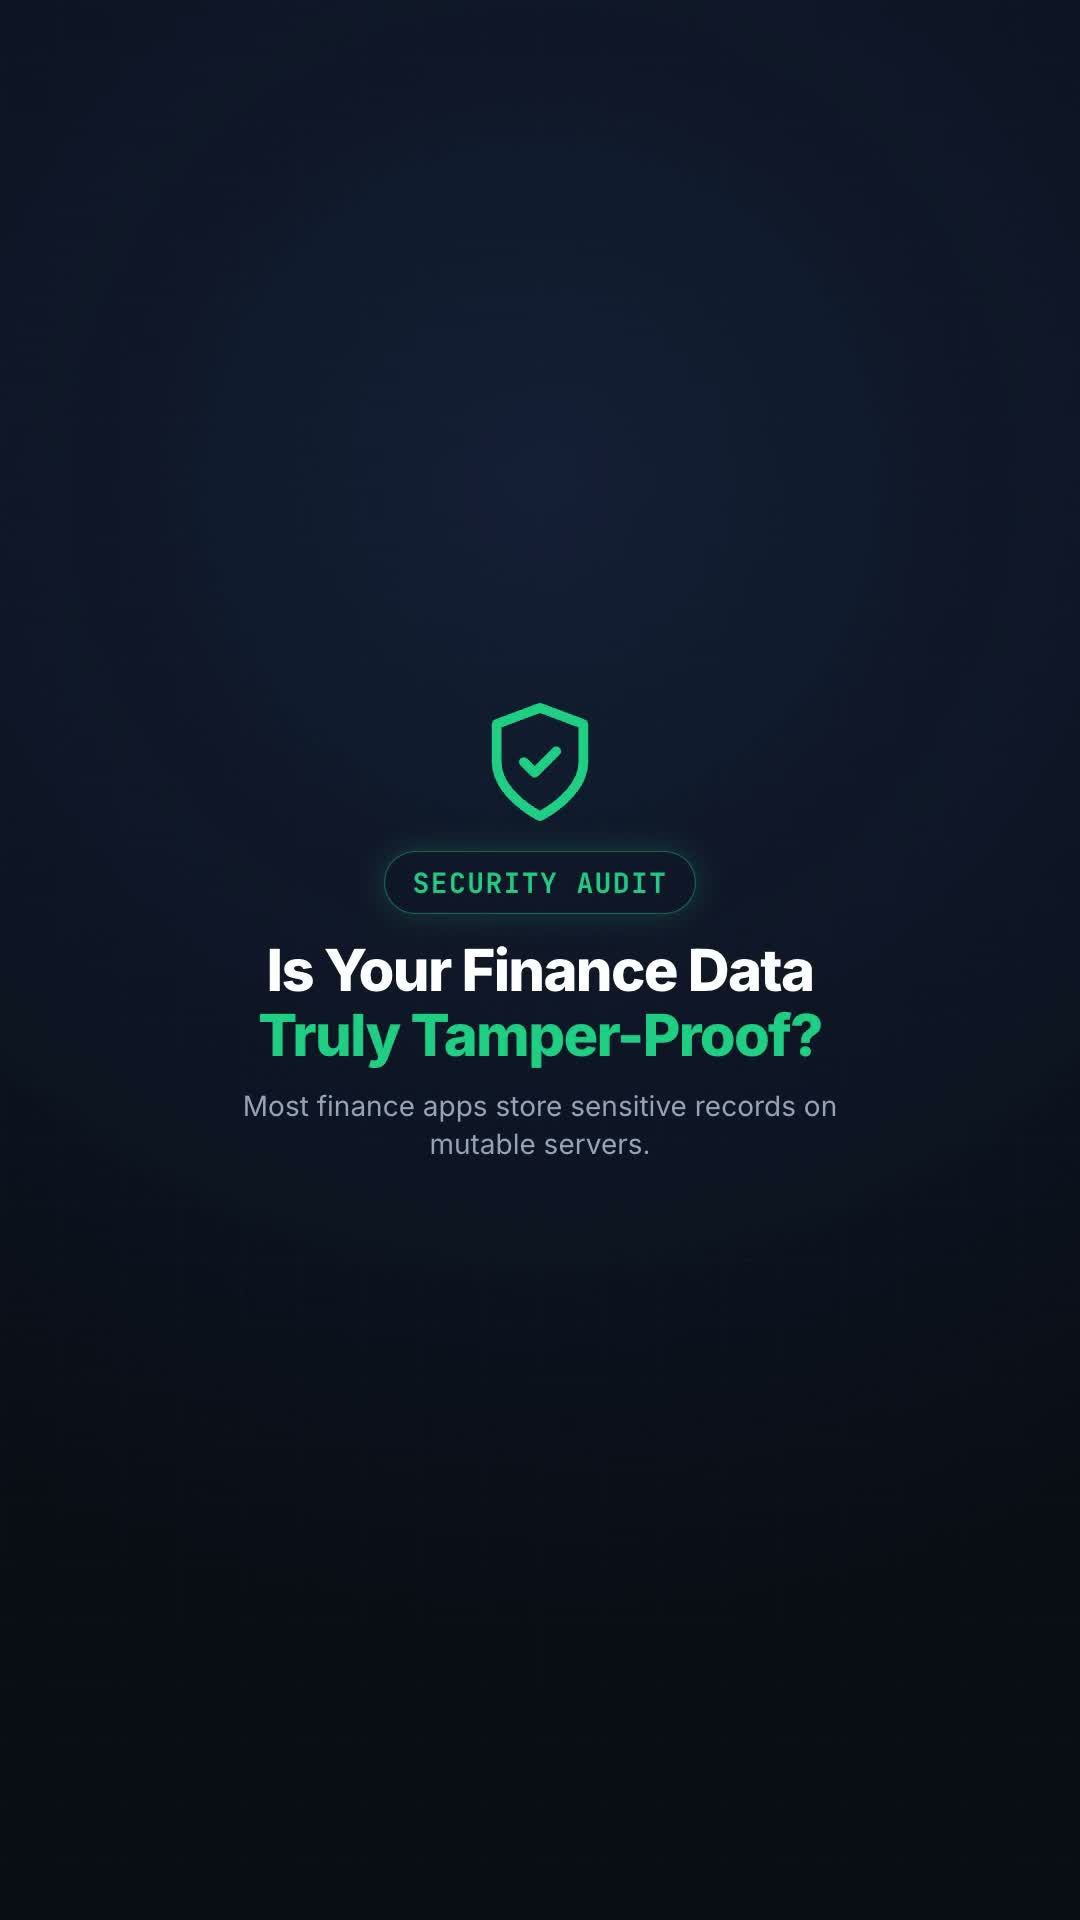 SECURITY AUDIT
Is Your Finance Data
Truly Tamper-Proof?
Most finance apps store sensitive records on
mutable servers.